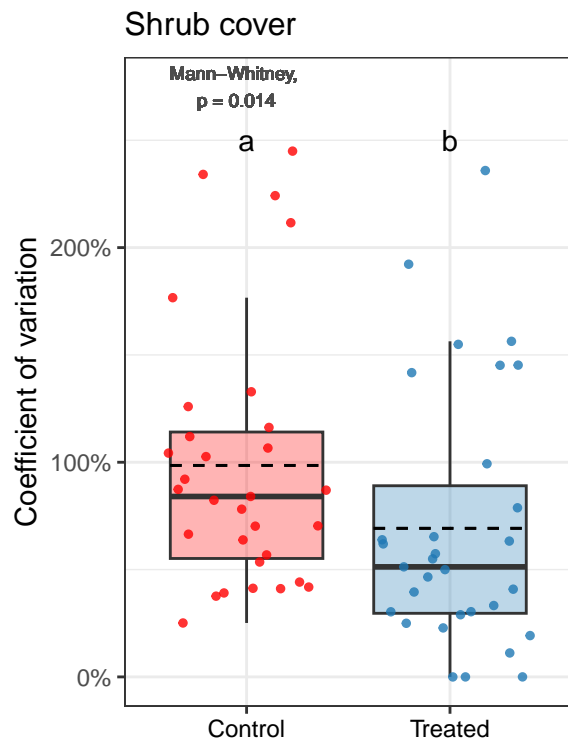 Shrub cover
Mann–Whitney,
p = 0.014
a
b
Coefficient of variation
200%
100%
0%
Control
Treated